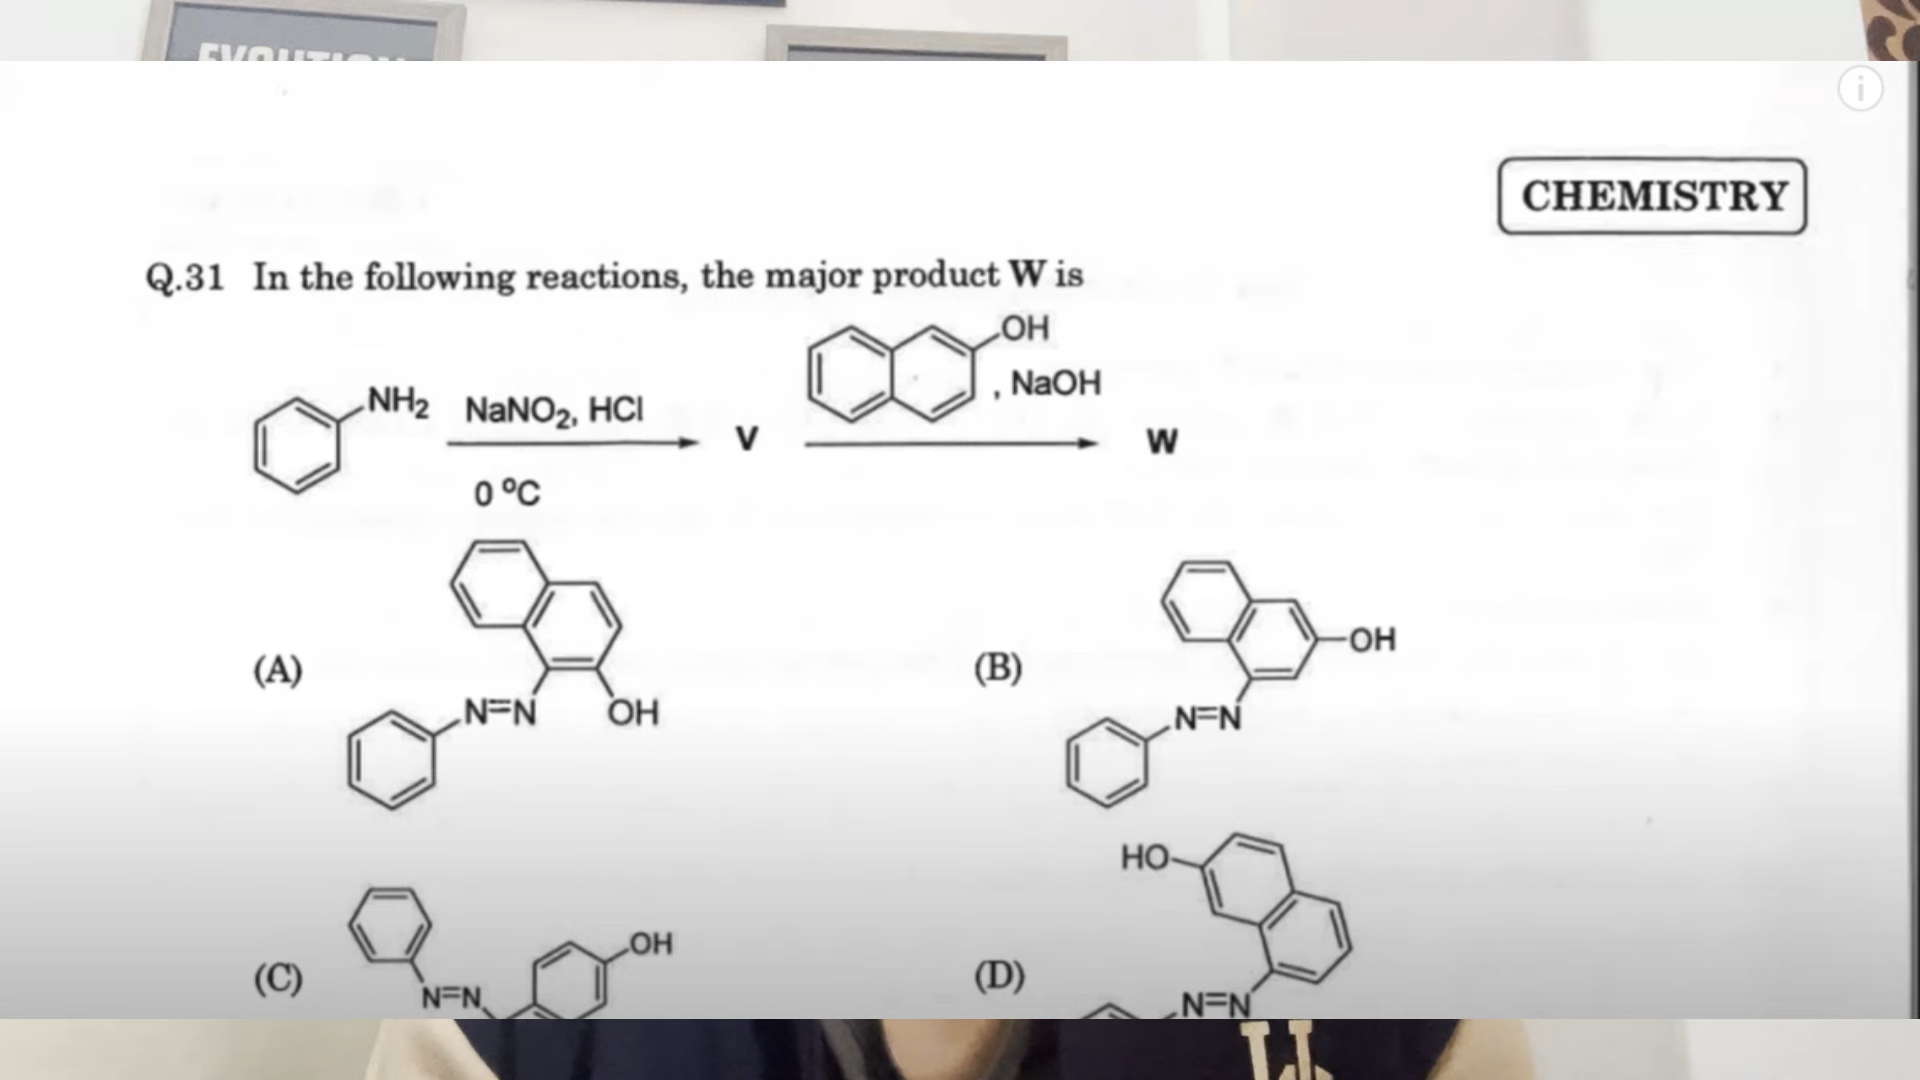 EVOLUTION
i
CHEMISTRY
Q.31 In the following reactions, the major product W is
OH
, NaOH
NH₂
NaNO₂, HCl
V
W
0 °C
(A)
N=N
OH
(B)
OH
N=N
(C)
OH
N=N
(D)
HO
N=N